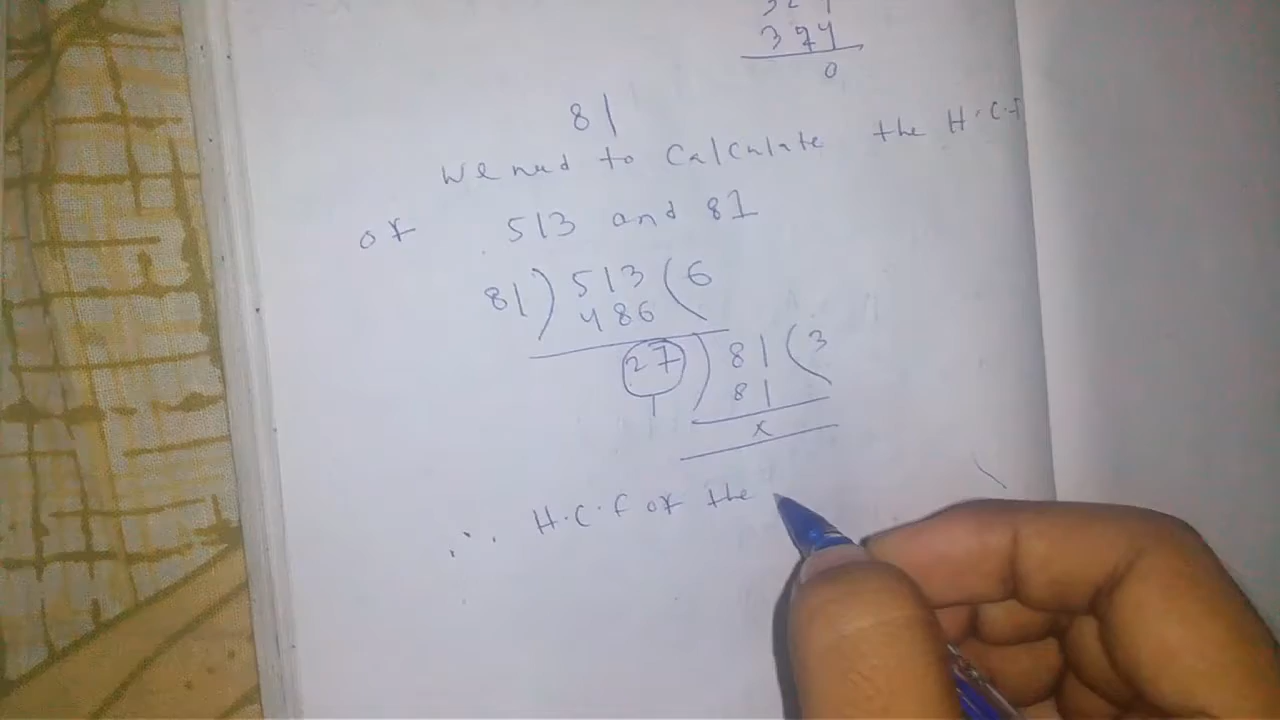 324
0
81
We need to Calculate the H.C.F
of 513 and 81
81 ) 513 ( 6
486
27 ) 81 ( 3
81
x
∴ H.C.F of the